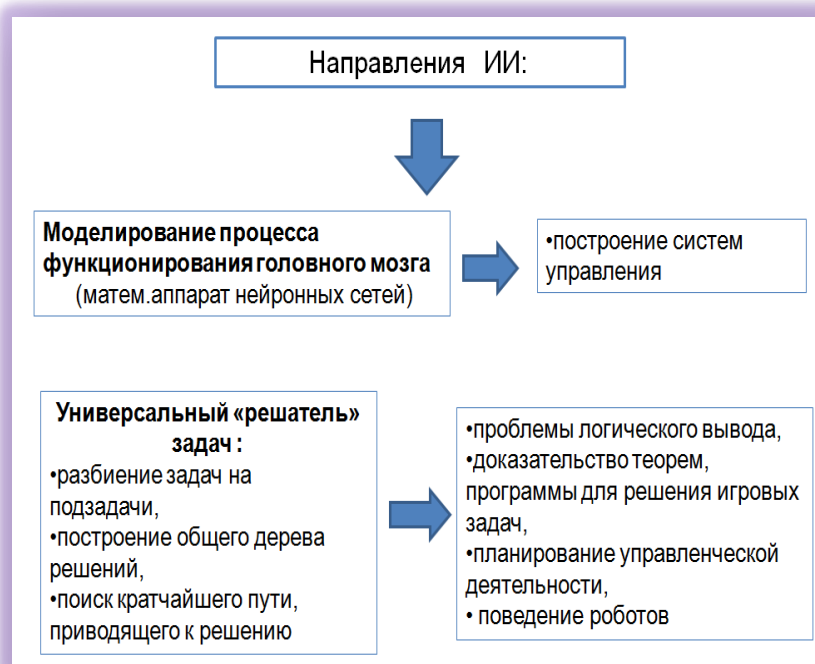 Направления ИИ:
Моделирование процесса
функционирования головного мозга
(матем.аппарат нейронных сетей)
•построение систем
управления
Универсальный «решатель»
задач :
•разбиение задач на
подзадачи,
•построение общего дерева
решений,
•поиск кратчайшего пути,
приводящего к решению
•проблемы логического вывода,
•доказательство теорем,
программы для решения игровых
задач,
•планирование управленческой
деятельности,
• поведение роботов